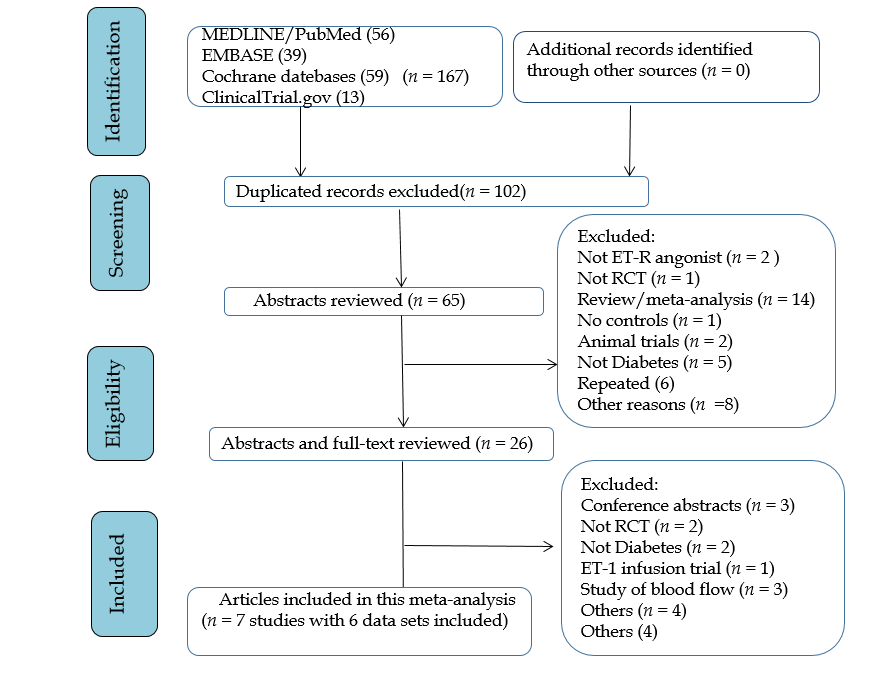 Identification
MEDLINE/PubMed (56)
EMBASE (39)
Cochrane datebases (59) (n = 167)
ClinicalTrial.gov (13)
Additional records identified
through other sources (n = 0)
Screening
Duplicated records excluded(n = 102)
Abstracts reviewed (n = 65)
Excluded:
Not ET-R angonist (n = 2 )
Not RCT (n = 1)
Review/meta-analysis (n = 14)
No controls (n = 1)
Animal trials (n = 2)
Not Diabetes (n = 5)
Repeated (6)
Other reasons (n =8)
Eligibility
Abstracts and full-text reviewed (n = 26)
Excluded:
Conference abstracts (n = 3)
Not RCT (n = 2)
Not Diabetes (n = 2)
ET-1 infusion trial (n = 1)
Study of blood flow (n = 3)
Others (n = 4)
Others (4)
Included
Articles included in this meta-analysis
(n = 7 studies with 6 data sets included)